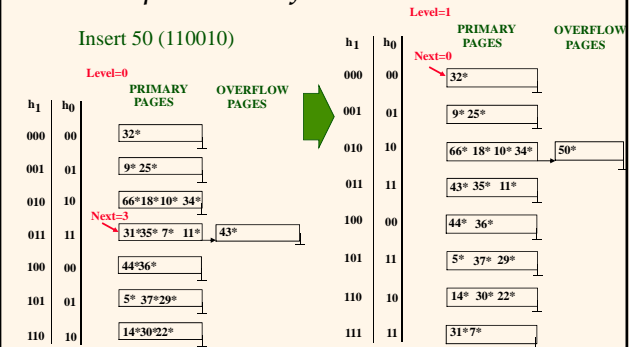 Insert 50 (110010)
Level=0
PRIMARY PAGES
OVERFLOW PAGES
h1 h0
000 00 32*
001 01 9* 25*
010 10 66*18*10* 34*
Next=3
011 11 31*35* 7* 11* 43*
100 00 44*36*
101 01 5* 37*29*
110 10 14*30*22*
Level=1
h1 h0
PRIMARY PAGES
OVERFLOW PAGES
Next=0
000 00 32*
001 01 9* 25*
010 10 66* 18* 10* 34* 50*
011 11 43* 35* 11*
100 00 44* 36*
101 11 5* 37* 29*
110 10 14* 30* 22*
111 11 31*7*